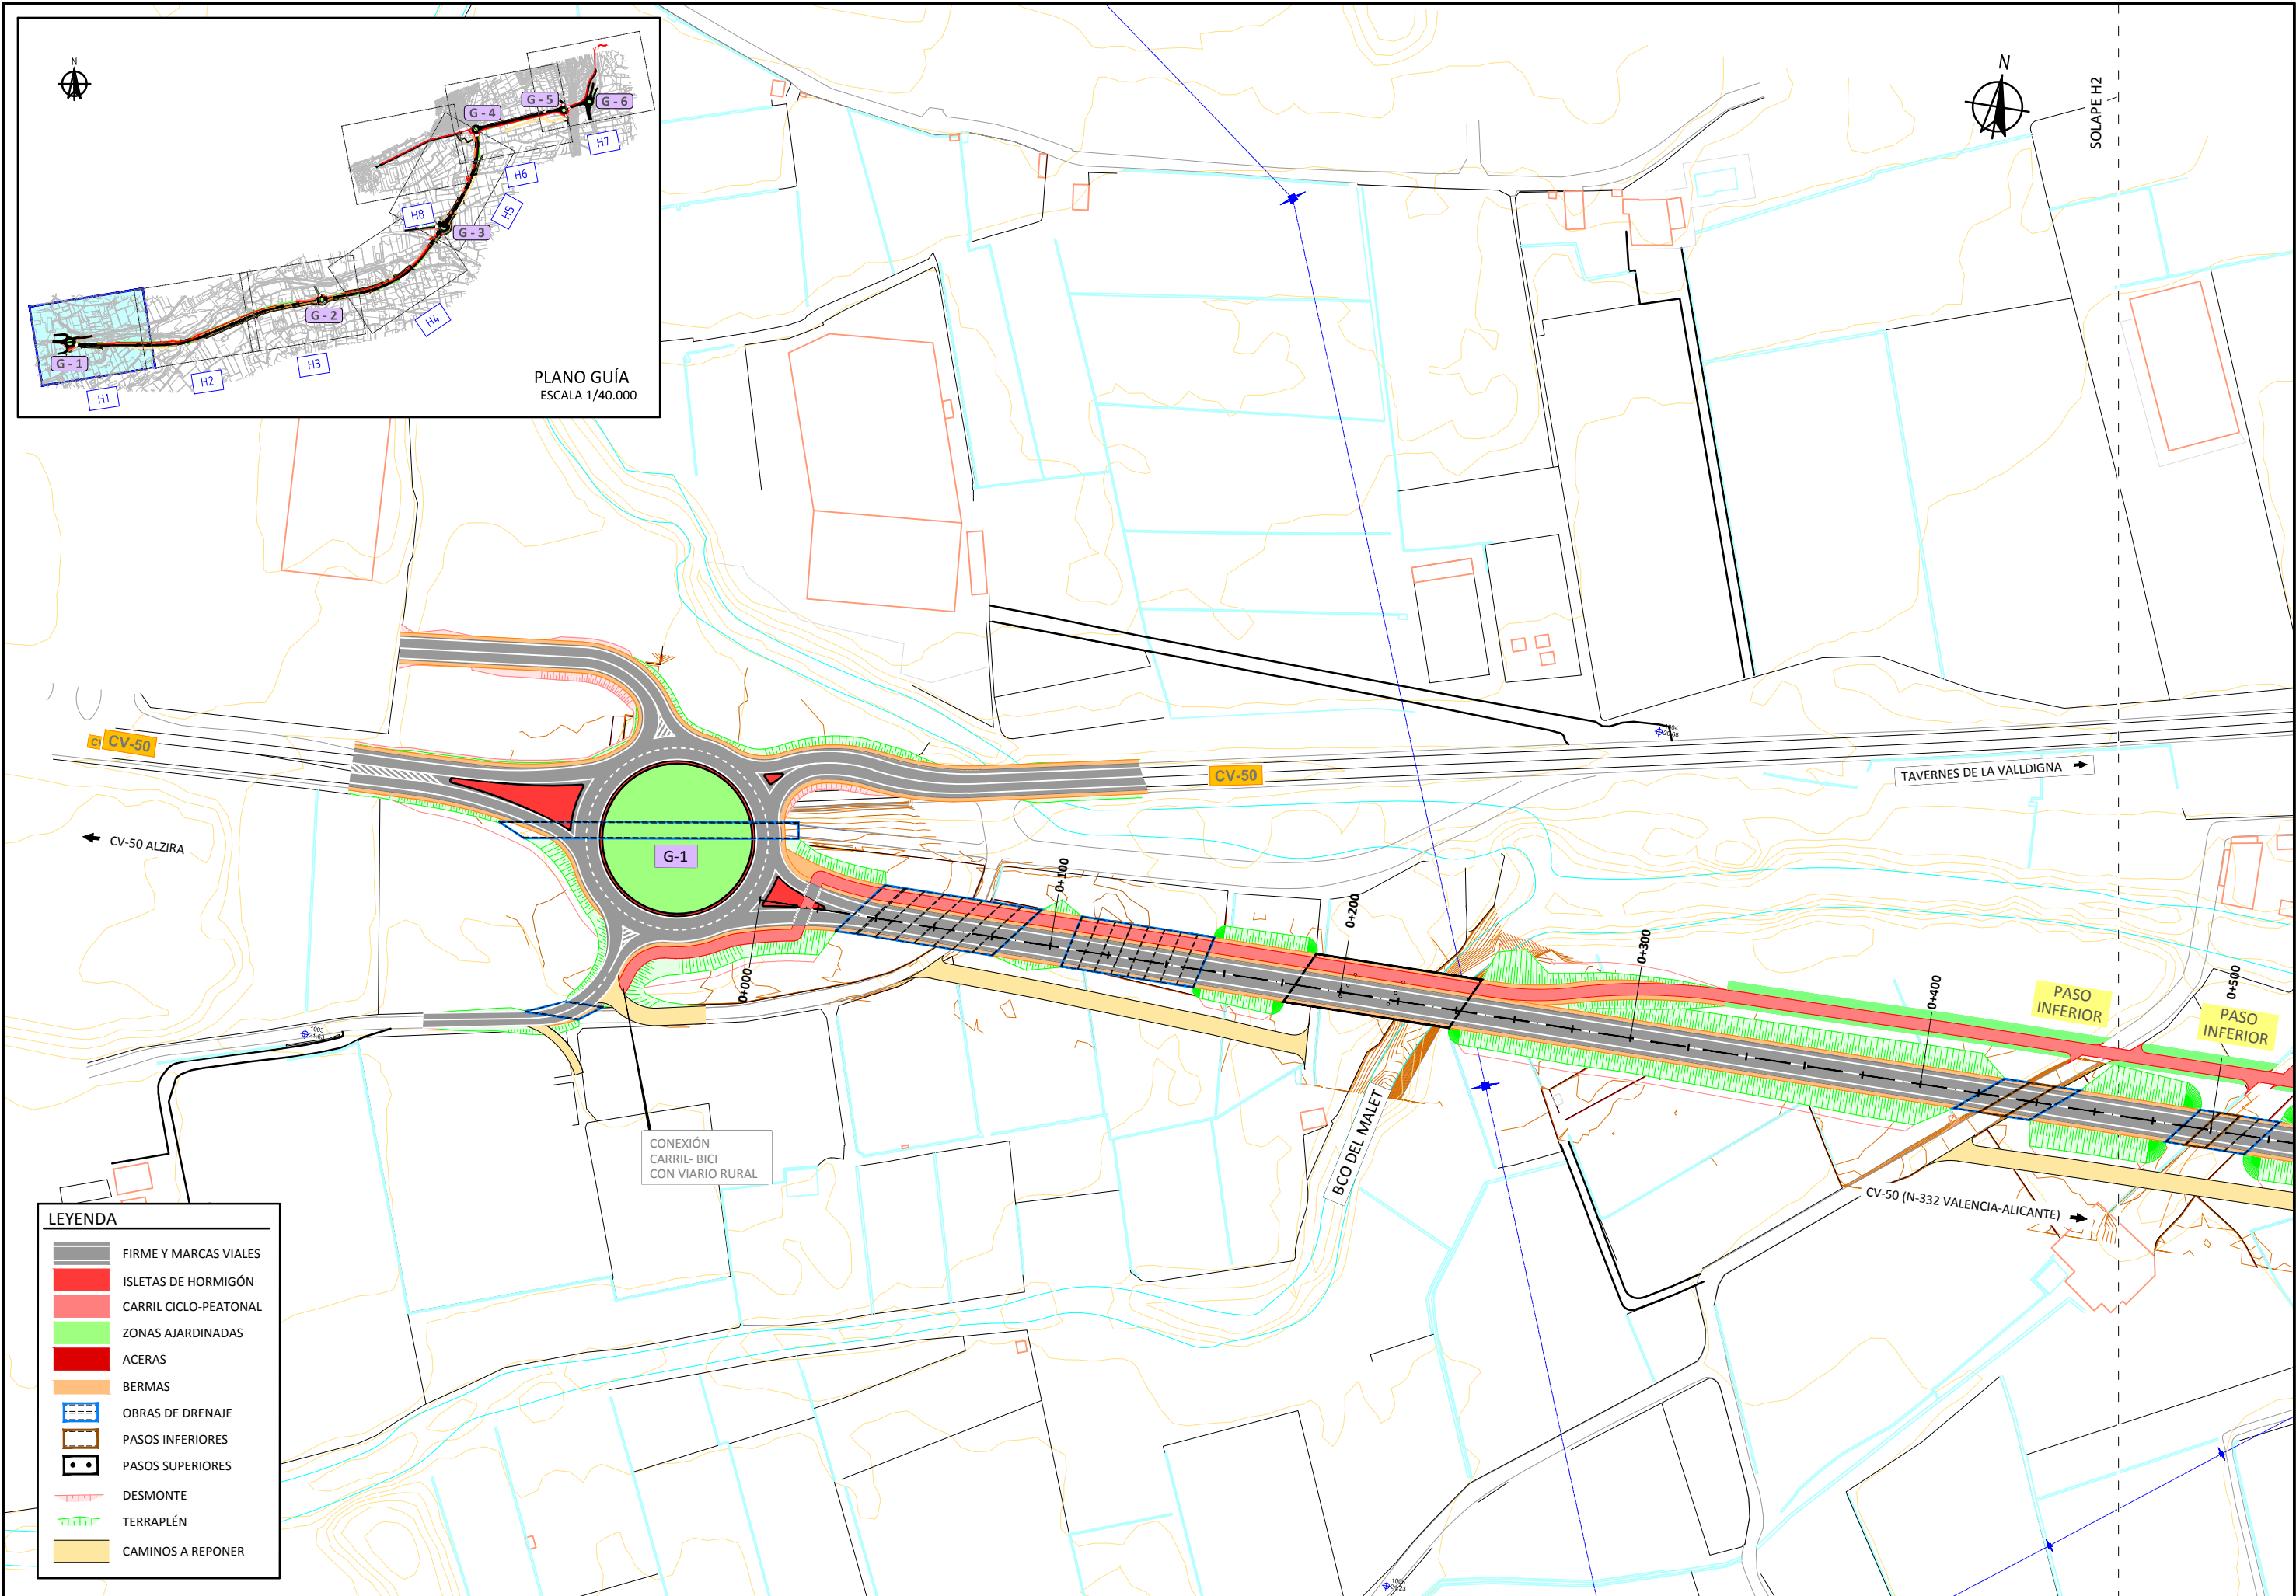 N
G - 5
G - 6
G - 4
H7
H6
H5
H8
G - 3
G - 2
H4
G - 1
H3
H2
H1
PLANO GUÍA
ESCALA 1/40.000
N
SOLAPE H2
CV-50
CV-50
TAVERNES DE LA VALLDIGNA
CV-50 ALZIRA
G-1
0+000
0+100
0+200
0+300
0+400
0+500
PASO
INFERIOR
PASO
INFERIOR
1003
CONEXIÓN
CARRIL- BICI
CON VIARIO RURAL
BCO DEL MALET
CV-50 (N-332 VALENCIA-ALICANTE)
LEYENDA
FIRME Y MARCAS VIALES
ISLETAS DE HORMIGÓN
CARRIL CICLO-PEATONAL
ZONAS AJARDINADAS
ACERAS
BERMAS
OBRAS DE DRENAJE
PASOS INFERIORES
PASOS SUPERIORES
DESMONTE
TERRAPLÉN
CAMINOS A REPONER